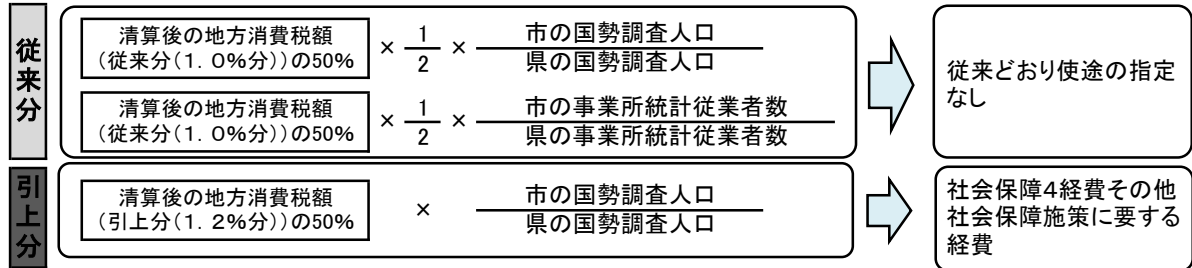 従来分
清算後の地方消費税額
(従来分(1.0%分))の50%
× 1/2 × 市の国勢調査人口
県の国勢調査人口
清算後の地方消費税額
(従来分(1.0%分))の50%
× 1/2 × 市の事業所統計従業者数
県の事業所統計従業者数
従来どおり使途の指定
なし
引上分
清算後の地方消費税額
(引上分(1.2%分))の50%
× 市の国勢調査人口
県の国勢調査人口
社会保障4経費その他
社会保障施策に要する
経費